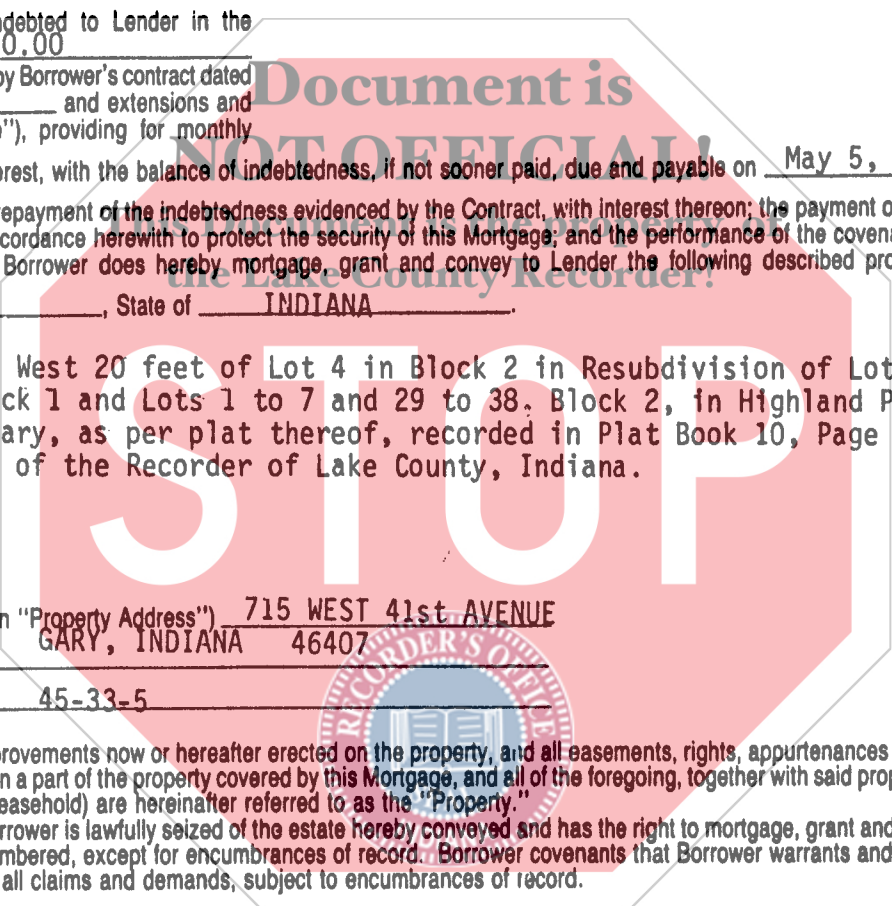 ndebted to Lender in the
0.00
by Borrower's contract dated
and extensions and
"), providing for monthly
erest, with the balance of indebtedness, if not sooner paid, due and payable on May 5,
epayment of the indebtedness evidenced by the Contract, with interest thereon; the payment o
ccordance herewith to protect the security of this Mortgage; and the performance of the covena
Borrower does hereby mortgage, grant and convey to Lender the following described pro
, State of INDIANA.
West 20 feet of Lot 4 in Block 2 in Resubdivision of Lot
ck 1 and Lots 1 to 7 and 29 to 38, Block 2, in Highland P
ary, as per plat thereof, recorded in Plat Book 10, Page
of the Recorder of Lake County, Indiana.
n "Property Address") 715 WEST 41st AVENUE
GARY, INDIANA 46407
45-33-5
provements now or hereafter erected on the property, and all easements, rights, appurtenances
n a part of the property covered by this Mortgage, and all of the foregoing, together with said prop
easehold) are hereinafter referred to as the "Property."
orrower is lawfully seized of the estate hereby conveyed and has the right to mortgage, grant and
mbered, except for encumbrances of record. Borrower covenants that Borrower warrants and
all claims and demands, subject to encumbrances of record.
Document is
NOT OFFICIAL!
This Document is the property of
the Lake County Recorder!
STOP
RECORDER'S OFFICE